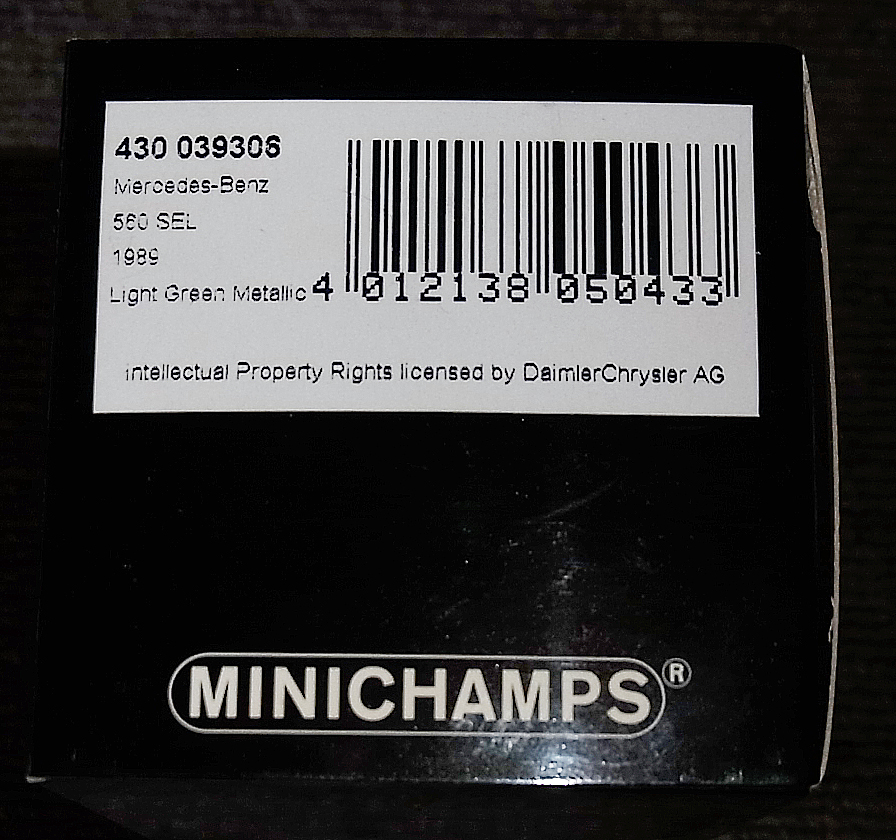 430 039306
Mercedes-Benz
560 SEL
1989
Light Green Metallic
4 012138 050433
Intellectual Property Rights licensed by DaimlerChrysler AG
MINICHAMPS®